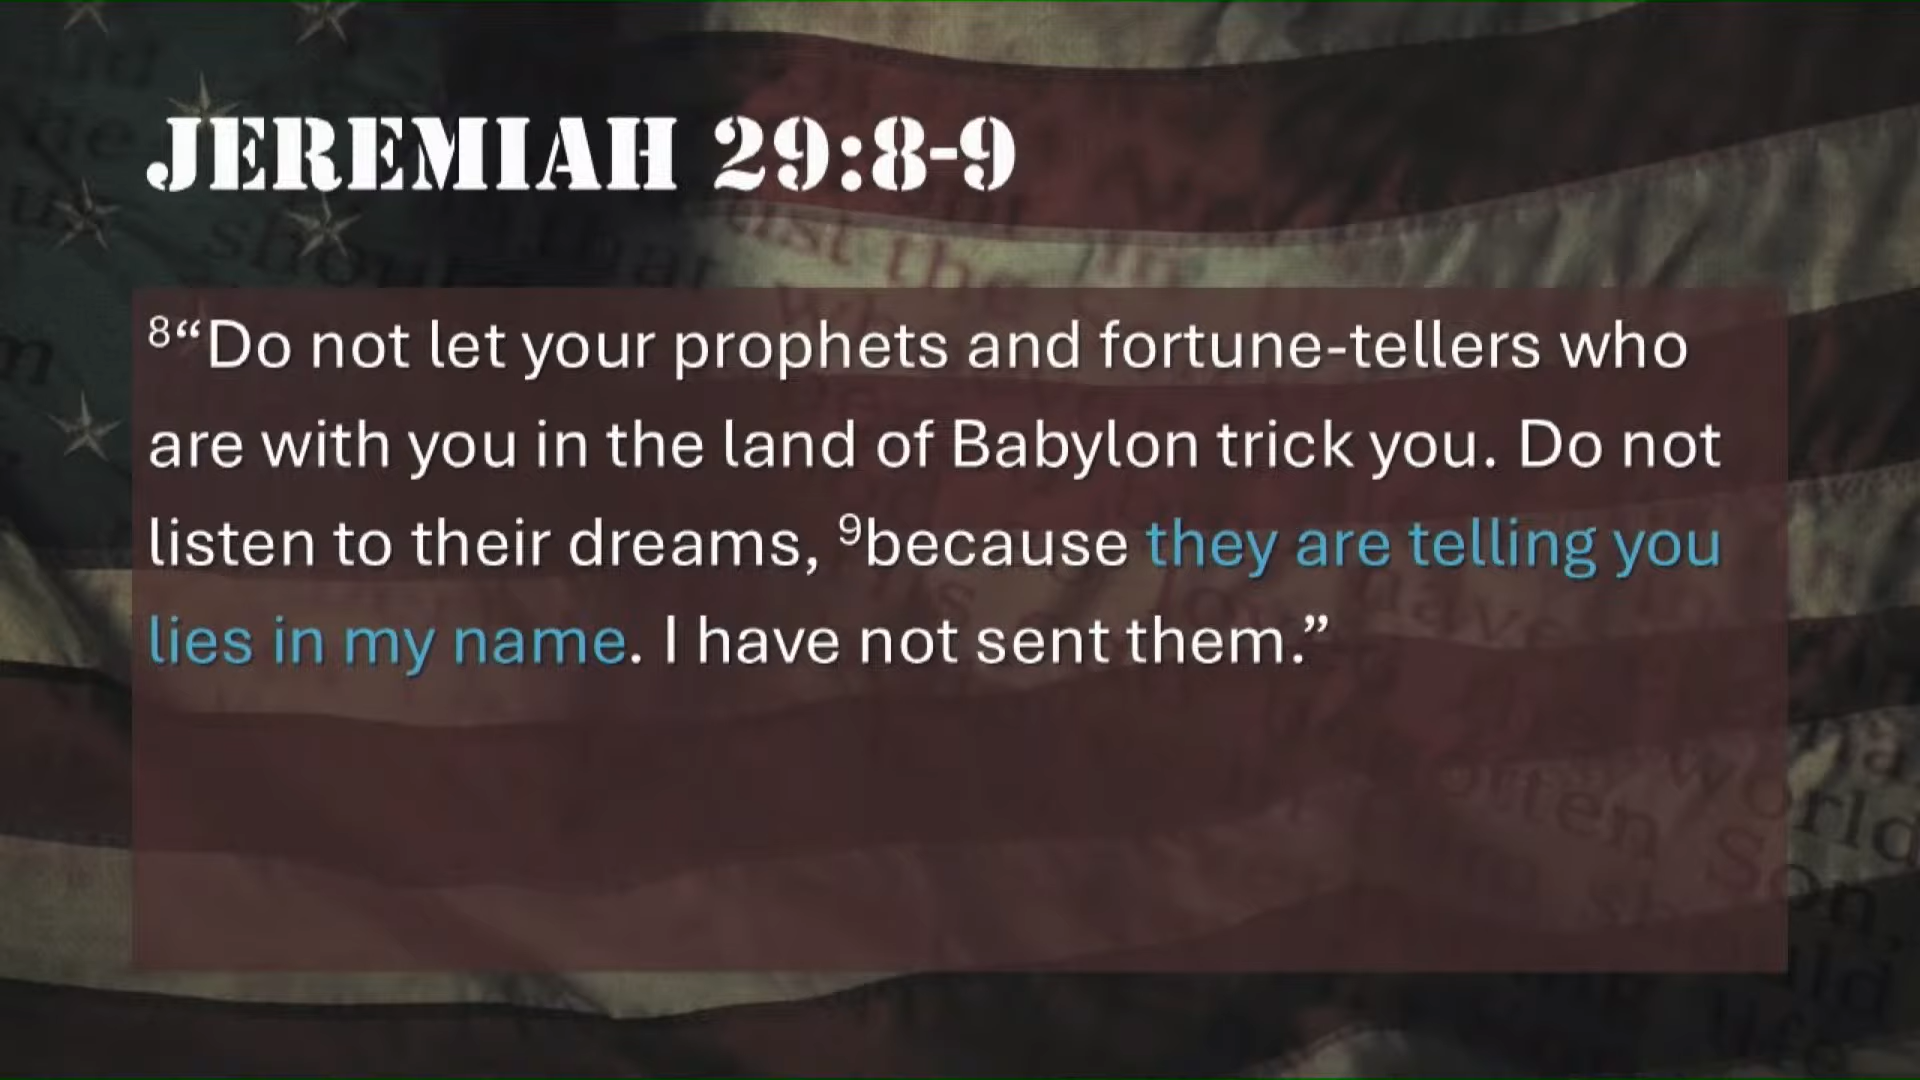 JEREMIAH 29:8-9
⁸“Do not let your prophets and fortune-tellers who
are with you in the land of Babylon trick you. Do not
listen to their dreams, ⁹because they are telling you
lies in my name. I have not sent them.”